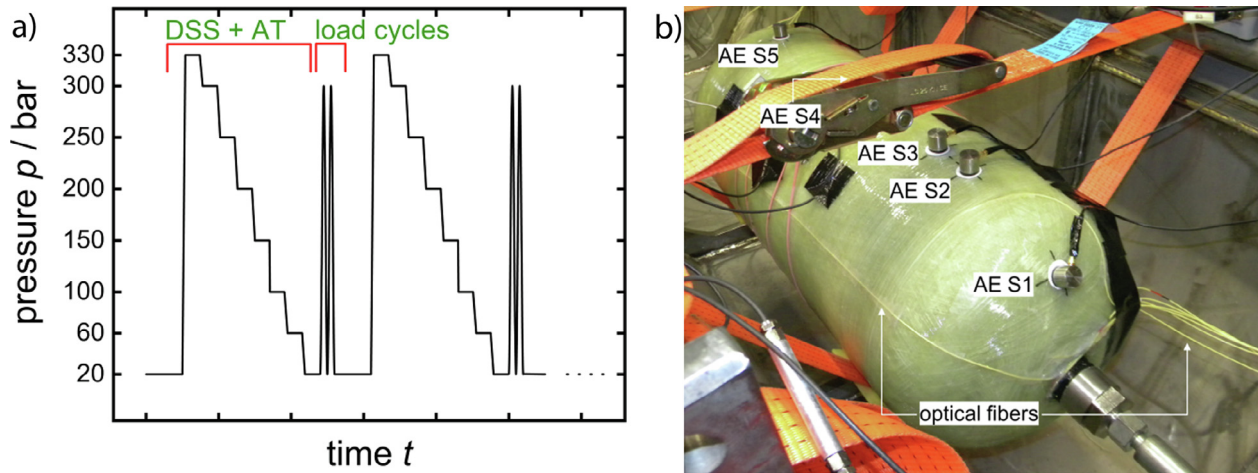 a)
DSS + AT
load cycles
330
300
250
200
150
100
60
20
pressure p / bar
time t
b)
AE S5
AE S4
AE S3
AE S2
AE S1
optical fibers